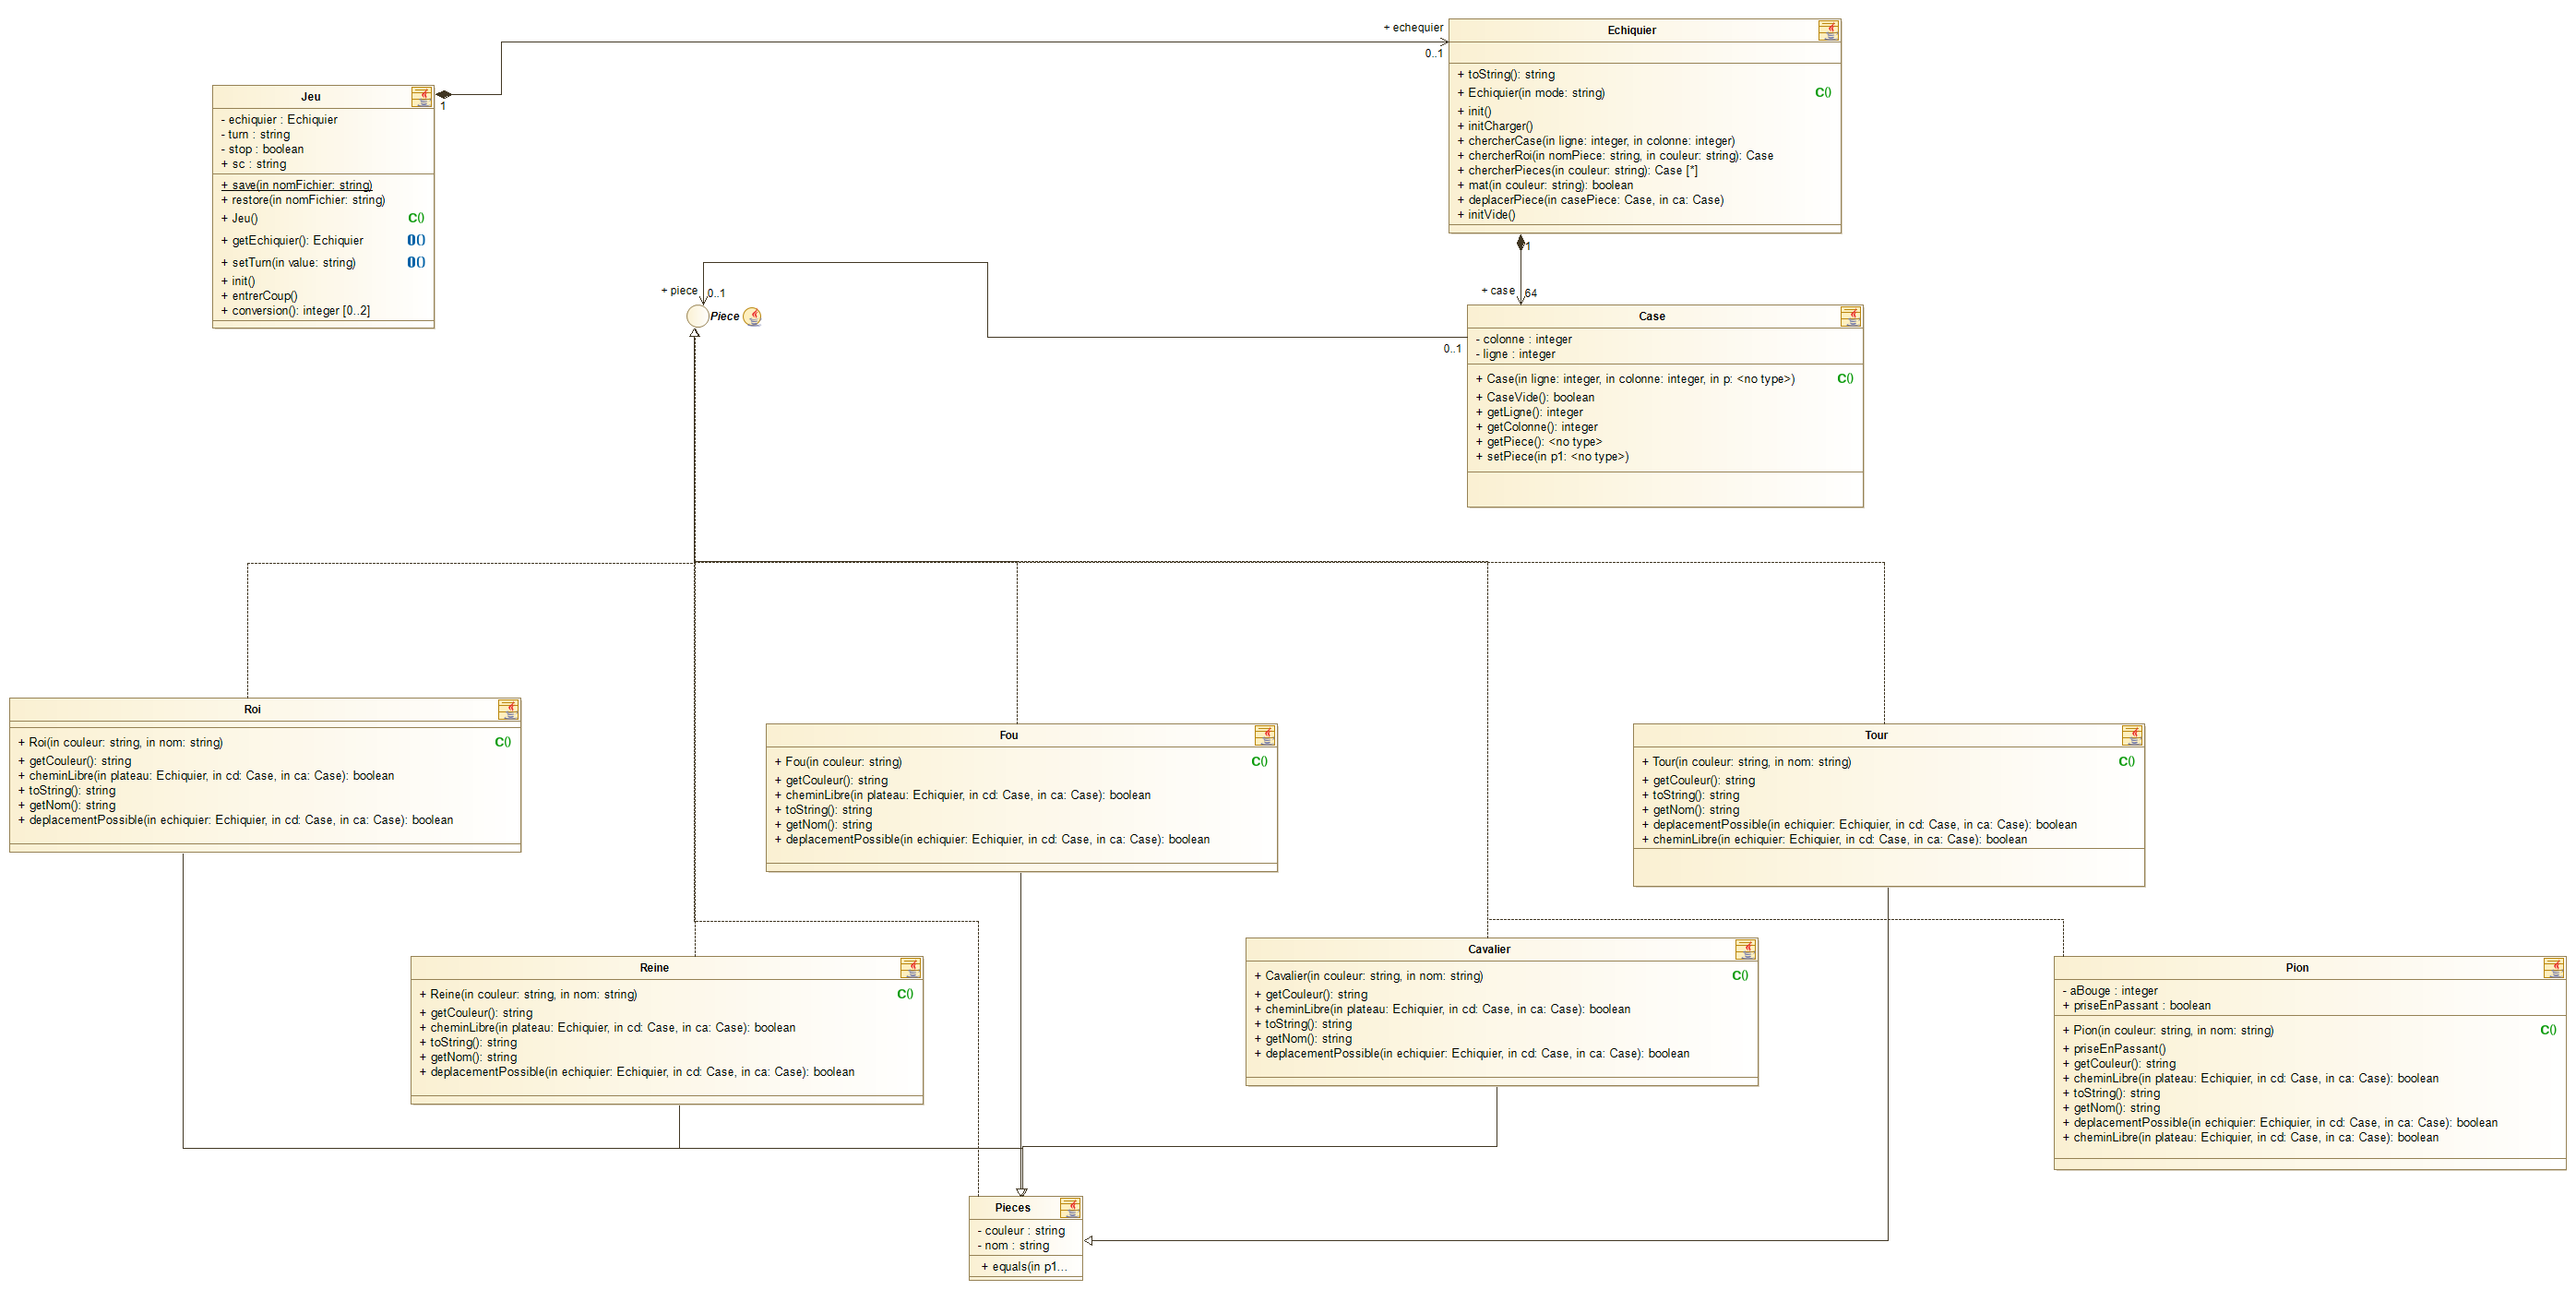 + echequier
0..1
Echiquier
+ toString(): string
+ Echiquier(in mode: string)
C()
+ init()
+ initCharger()
+ chercherCase(in ligne: integer, in colonne: integer)
+ chercherRoi(in nomPiece: string, in couleur: string): Case
+ chercherPieces(in couleur: string): Case [*]
+ mat(in couleur: string): boolean
+ deplacerPiece(in casePiece: Case, in ca: Case)
+ initVide()
1
Jeu
1
- echiquier : Echiquier
- turn : string
- stop : boolean
+ sc : string
+ save(in nomFichier: string)
+ restore(in nomFichier: string)
+ Jeu()
C()
+ getEchiquier(): Echiquier
()
+ setTurn(in value: string)
()
+ init()
+ entrerCoup()
+ conversion(): integer [0..2]
+ piece
0..1
Piece
+ case
64
0..1
Case
- colonne : integer
- ligne : integer
+ Case(in ligne: integer, in colonne: integer, in p: <no type>)
C()
+ CaseVide(): boolean
+ getLigne(): integer
+ getColonne(): integer
+ getPiece(): <no type>
+ setPiece(in p1: <no type>)
Roi
+ Roi(in couleur: string, in nom: string)
C()
+ getCouleur(): string
+ cheminLibre(in plateau: Echiquier, in cd: Case, in ca: Case): boolean
+ toString(): string
+ getNom(): string
+ deplacementPossible(in echiquier: Echiquier, in cd: Case, in ca: Case): boolean
Fou
+ Fou(in couleur: string)
C()
+ getCouleur(): string
+ cheminLibre(in plateau: Echiquier, in cd: Case, in ca: Case): boolean
+ toString(): string
+ getNom(): string
+ deplacementPossible(in echiquier: Echiquier, in cd: Case, in ca: Case): boolean
Tour
+ Tour(in couleur: string, in nom: string)
C()
+ getCouleur(): string
+ toString(): string
+ getNom(): string
+ deplacementPossible(in echiquier: Echiquier, in cd: Case, in ca: Case): boolean
+ cheminLibre(in echiquier: Echiquier, in cd: Case, in ca: Case): boolean
Reine
+ Reine(in couleur: string, in nom: string)
C()
+ getCouleur(): string
+ cheminLibre(in plateau: Echiquier, in cd: Case, in ca: Case): boolean
+ toString(): string
+ getNom(): string
+ deplacementPossible(in echiquier: Echiquier, in cd: Case, in ca: Case): boolean
Cavalier
+ Cavalier(in couleur: string, in nom: string)
C()
+ getCouleur(): string
+ cheminLibre(in plateau: Echiquier, in cd: Case, in ca: Case): boolean
+ toString(): string
+ getNom(): string
+ deplacementPossible(in echiquier: Echiquier, in cd: Case, in ca: Case): boolean
Pion
- aBouge : integer
+ priseEnPassant : boolean
+ Pion(in couleur: string, in nom: string)
C()
+ priseEnPassant()
+ getCouleur(): string
+ cheminLibre(in plateau: Echiquier, in cd: Case, in ca: Case): boolean
+ toString(): string
+ getNom(): string
+ deplacementPossible(in echiquier: Echiquier, in cd: Case, in ca: Case): boolean
+ cheminLibre(in plateau: Echiquier, in cd: Case, in ca: Case): boolean
Pieces
- couleur : string
- nom : string
+ equals(in p1...